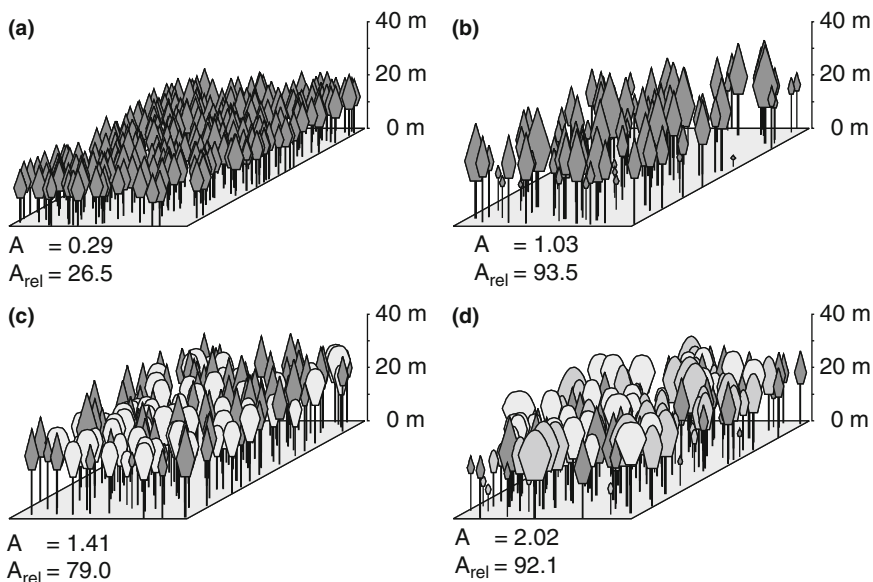 (a)
40 m
20 m
0 m
A = 0.29
A_rel = 26.5
(b)
40 m
20 m
0 m
A = 1.03
A_rel = 93.5
(c)
40 m
20 m
0 m
A = 1.41
A_rel = 79.0
(d)
40 m
20 m
0 m
A = 2.02
A_rel = 92.1